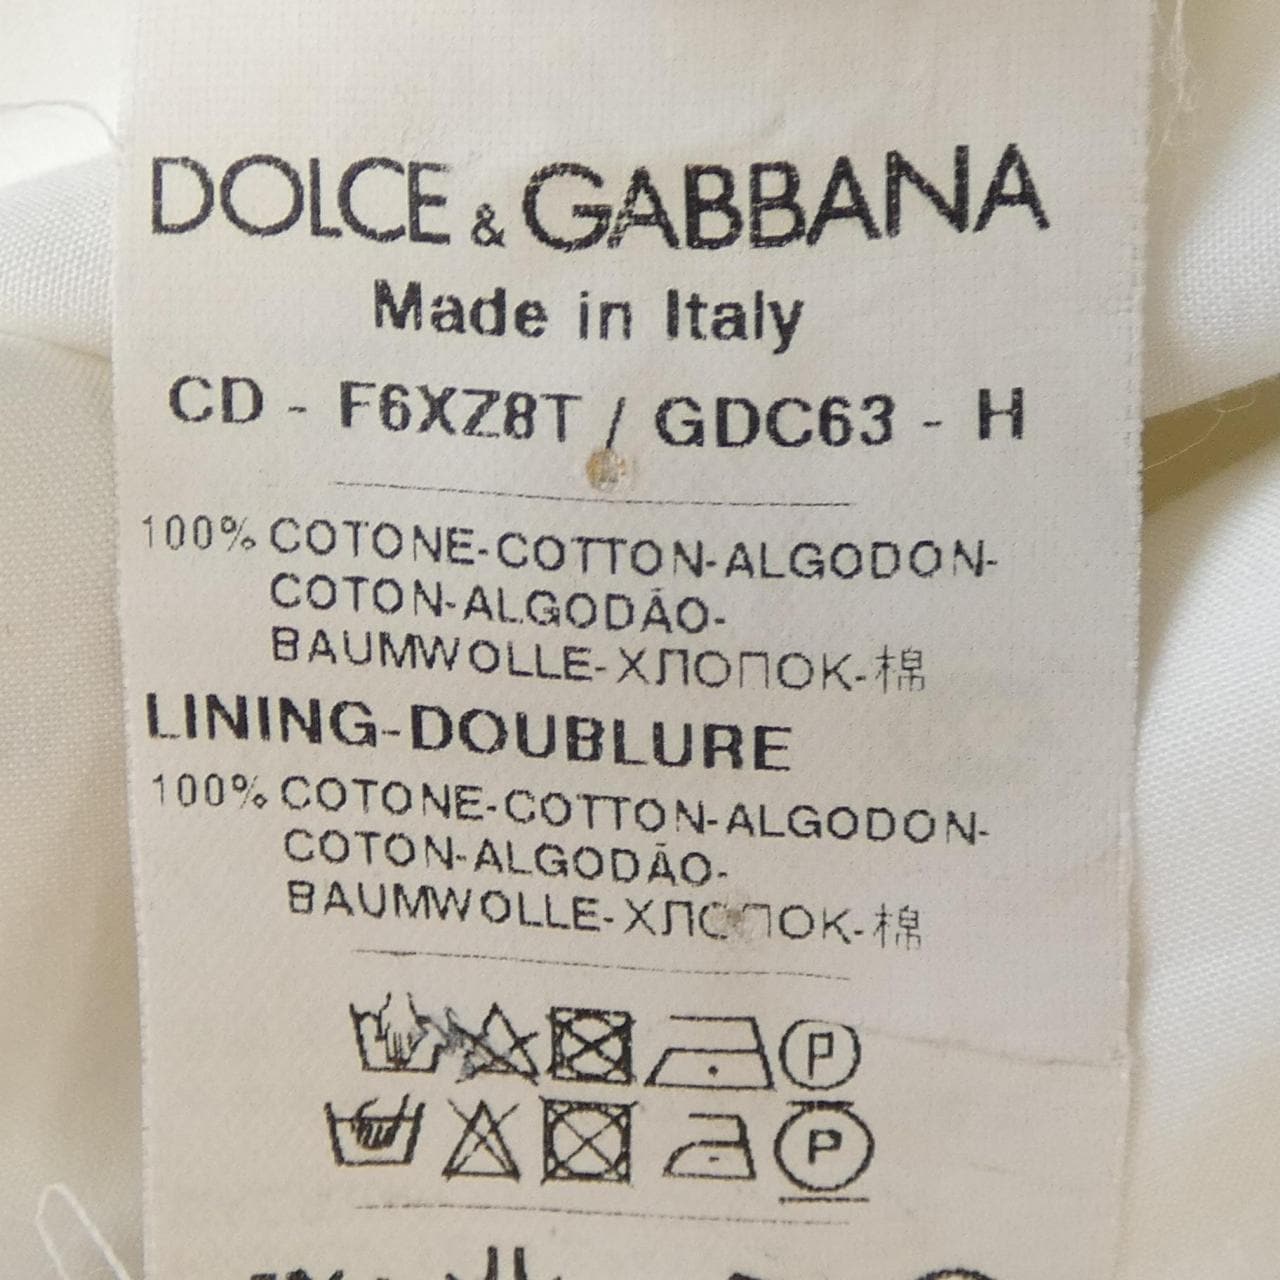 DOLCE & GABBANA
Made in Italy
CD - F6XZ8T / GDC63 - H
100% COTONE-COTTON-ALGODON-
COTON-ALGODÃO-
BAUMWOLLE-ХЛОПОК-棉
LINING-DOUBLURE
100% COTONE-COTTON-ALGODON-
COTON-ALGODÃO-
BAUMWOLLE-ХЛОПОК-棉
P
P